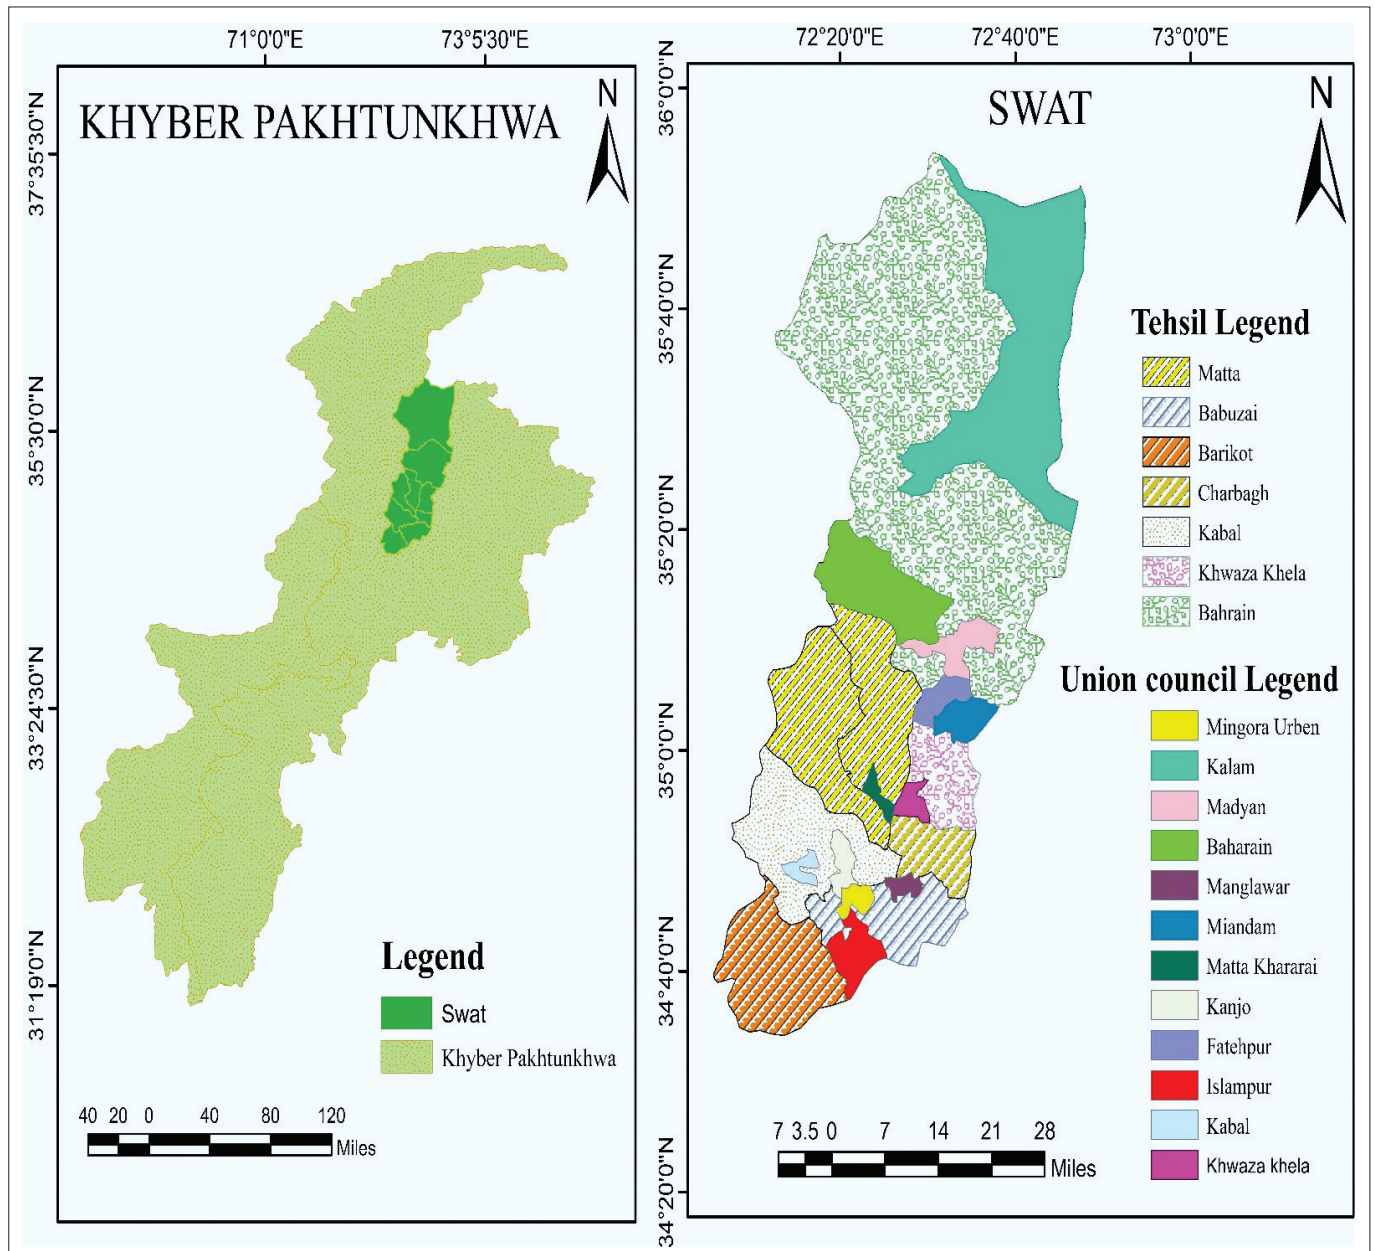 71°0'0"E
73°5'30"E
KHYBER PAKHTUNKHWA
N
37°35'30"N
35°30'0"N
33°24'30"N
31°19'0"N
Legend
Swat
Khyber Pakhtunkhwa
40 20 0 40 80 120
Miles
72°20'0"E
72°40'0"E
73°0'0"E
SWAT
N
36°0'0"N
35°40'0"N
35°20'0"N
35°0'0"N
34°40'0"N
34°20'0"N
Tehsil Legend
Matta
Babuzai
Barikot
Charbagh
Kabal
Khwaza Khela
Bahrain
Union council Legend
Mingora Urben
Kalam
Madyan
Baharain
Manglawar
Miandam
Matta Khararai
Kanjo
Fatehpur
Islampur
Kabal
Khwaza khela
7 3.5 0 7 14 21 28
Miles